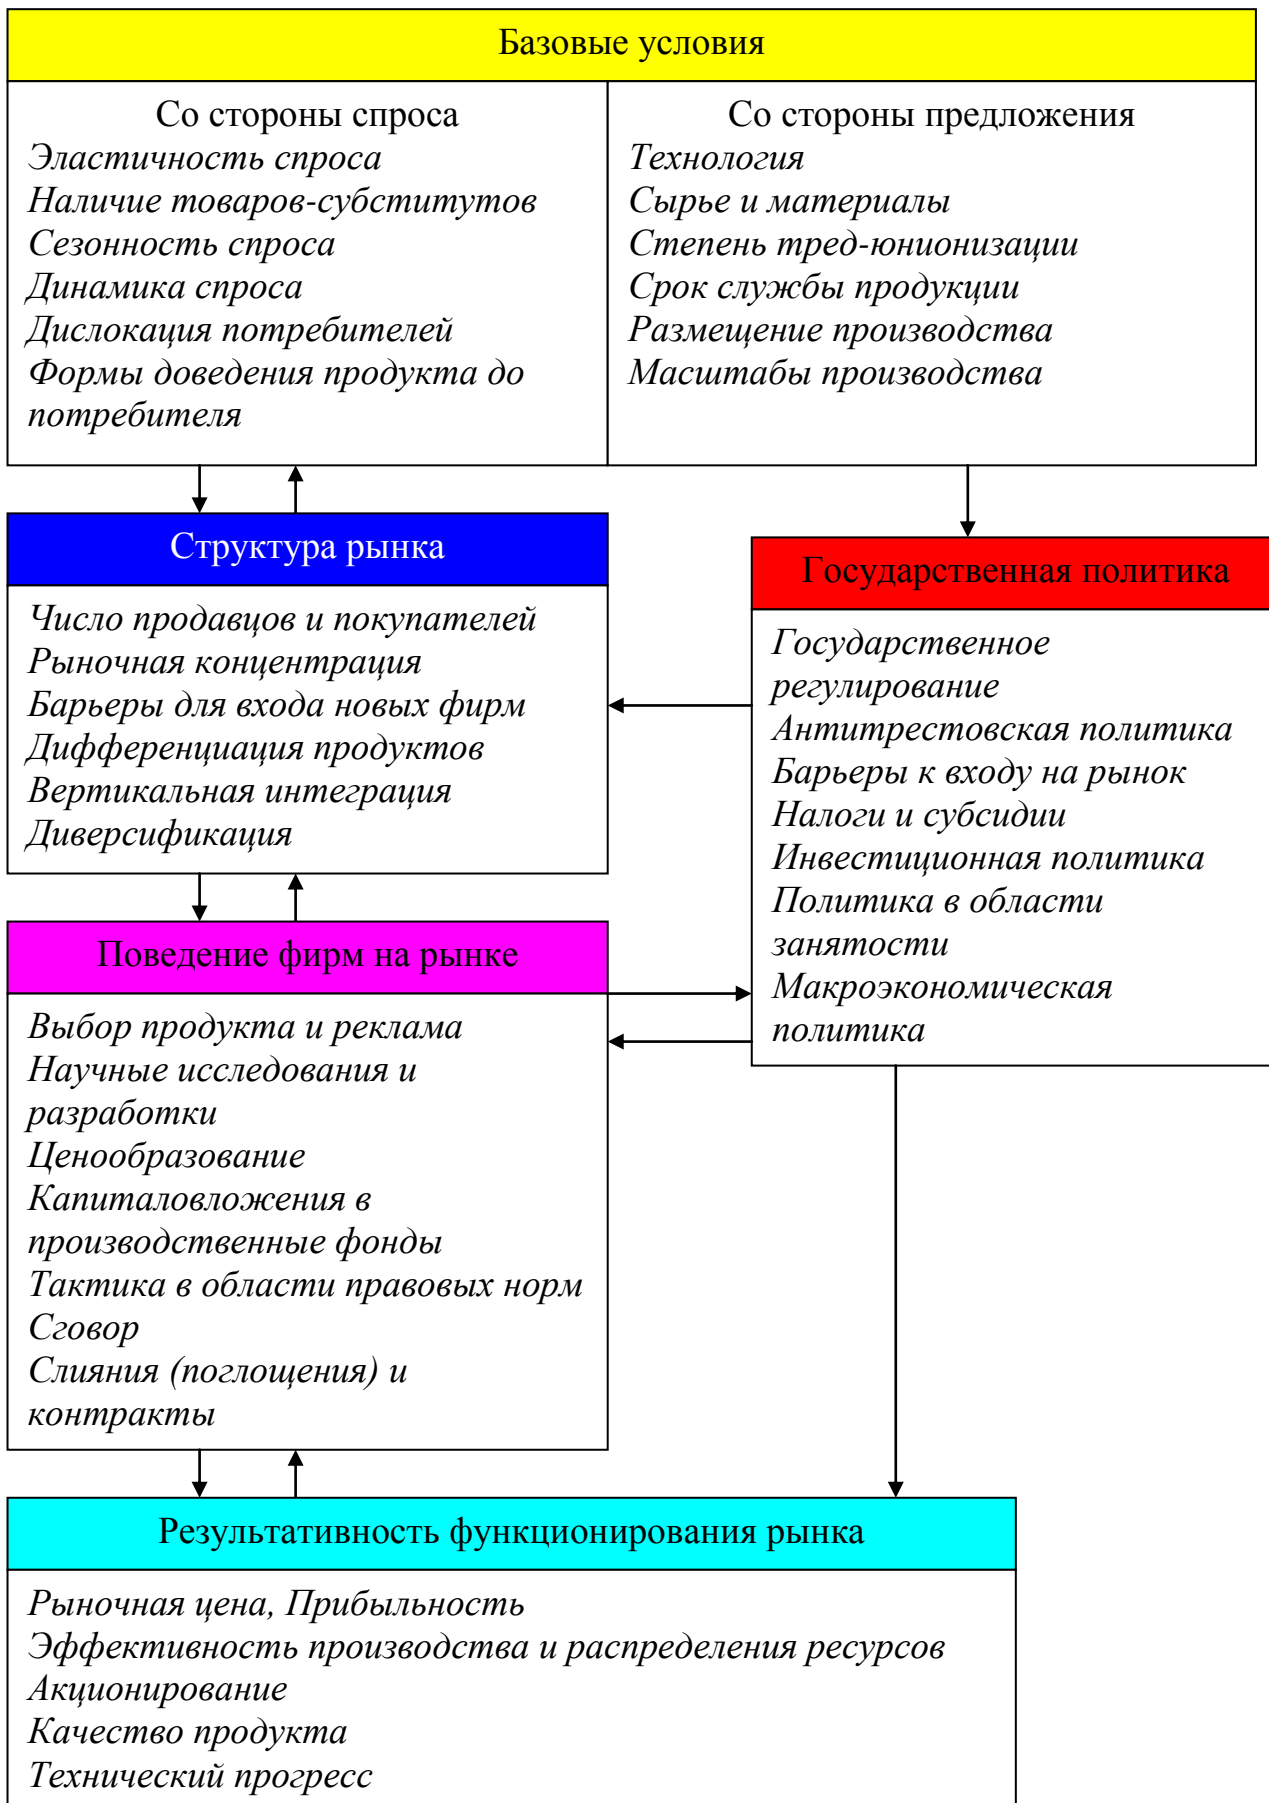 Базовые условия
Со стороны спроса
Эластичность спроса
Наличие товаров-субститутов
Сезонность спроса
Динамика спроса
Дислокация потребителей
Формы доведения продукта до
потребителя
Со стороны предложения
Технология
Сырье и материалы
Степень тред-юнионизации
Срок службы продукции
Размещение производства
Масштабы производства
Структура рынка
Число продавцов и покупателей
Рыночная концентрация
Барьеры для входа новых фирм
Дифференциация продуктов
Вертикальная интеграция
Диверсификация
Государственная политика
Государственное
регулирование
Антитрестовская политика
Барьеры к входу на рынок
Налоги и субсидии
Инвестиционная политика
Политика в области
занятости
Макроэкономическая
политика
Поведение фирм на рынке
Выбор продукта и реклама
Научные исследования и
разработки
Ценообразование
Капиталовложения в
производственные фонды
Тактика в области правовых норм
Сговор
Слияния (поглощения) и
контракты
Результативность функционирования рынка
Рыночная цена, Прибыльность
Эффективность производства и распределения ресурсов
Акционирование
Качество продукта
Технический прогресс